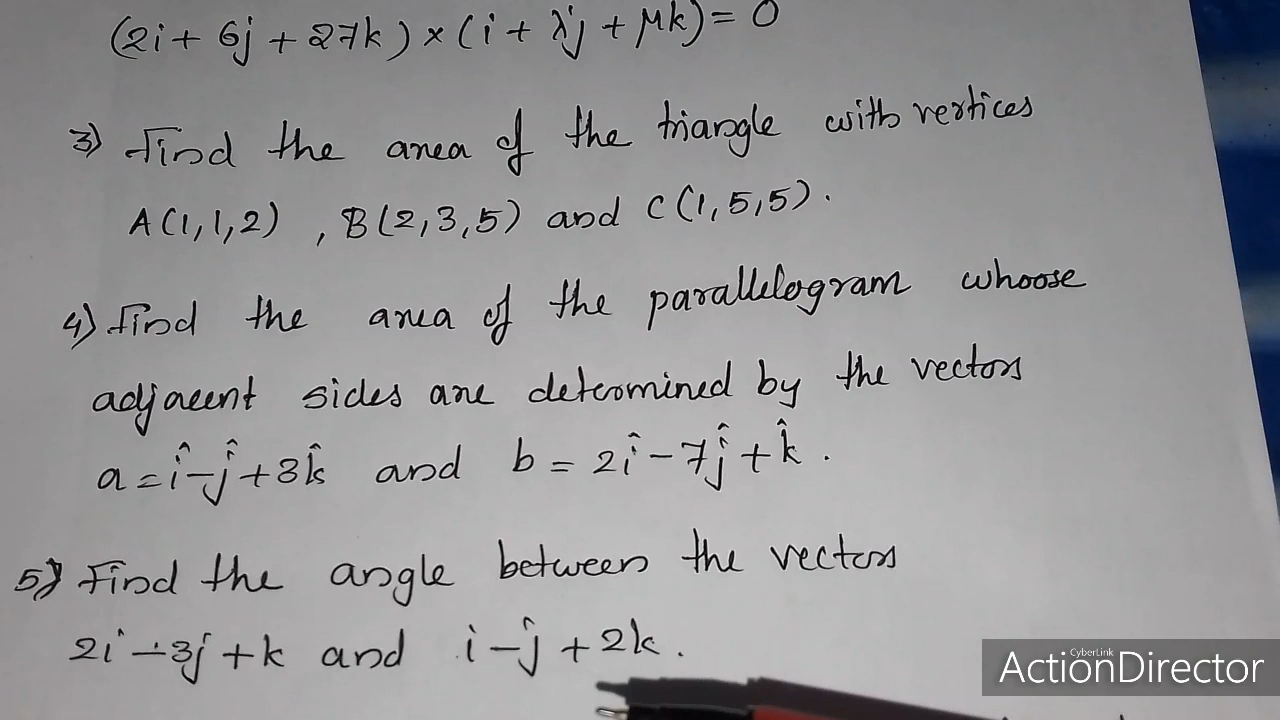 (2i + 6j + 27k) × (i + λj + μk) = 0
3) Find the area of the triangle with vertices
A(1,1,2) , B(2,3,5) and C(1,5,5).
4) Find the area of the parallelogram whoose
adjacent sides are determined by the vectors
a = î - ĵ + 3k̂ and b = 2î - 7ĵ + k̂ .
5) Find the angle between the vectors
2i - 3j + k and i - ĵ + 2k .
CyberLink
ActionDirector